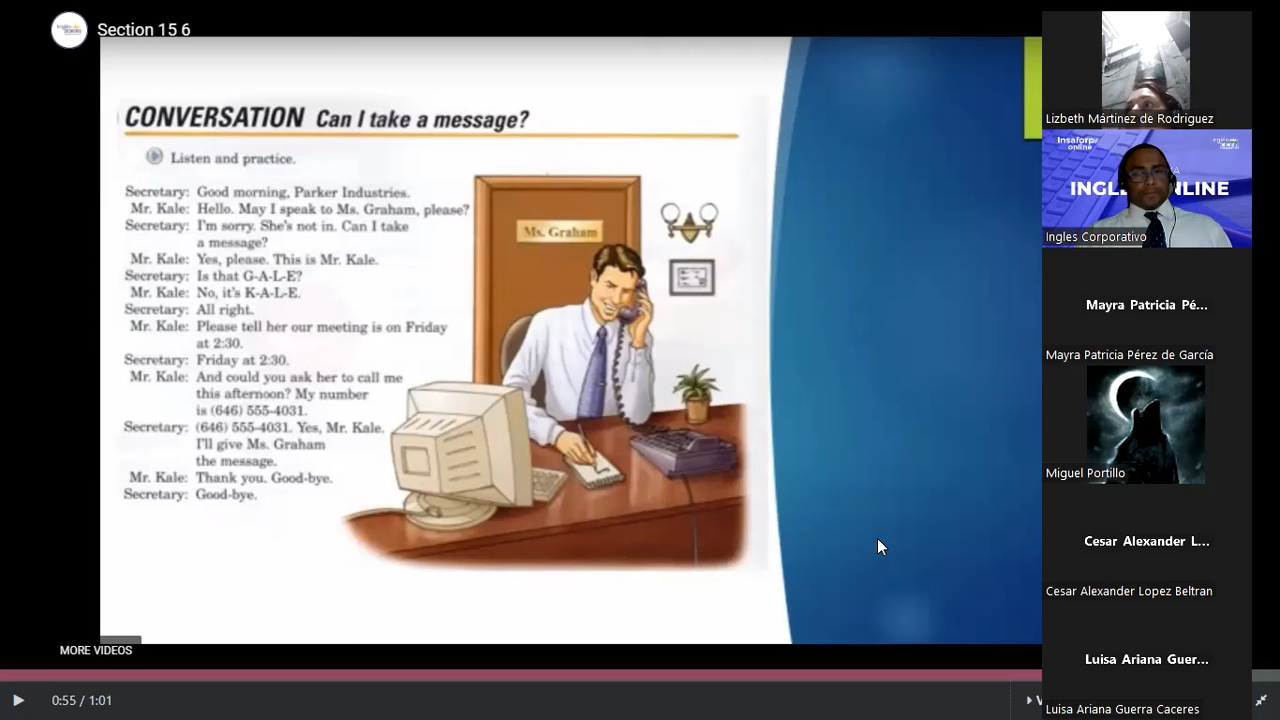 Section 15 6
CONVERSATION Can I take a message?
Listen and practice.
Secretary: Good morning, Parker Industries.
Mr. Kale: Hello. May I speak to Ms. Graham, please?
Secretary: I'm sorry. She's not in. Can I take
a message?
Mr. Kale: Yes, please. This is Mr. Kale.
Secretary: Is that G-A-L-E?
Mr. Kale: No, it's K-A-L-E.
Secretary: All right.
Mr. Kale: Please tell her our meeting is on Friday
at 2:30.
Secretary: Friday at 2:30.
Mr. Kale: And could you ask her to call me
this afternoon? My number
is (646) 555-4031.
Secretary: (646) 555-4031. Yes, Mr. Kale.
I'll give Ms. Graham
the message.
Mr. Kale: Thank you. Good-bye.
Secretary: Good-bye.
Ms. Graham
MORE VIDEOS
0:55 / 1:01
Lizbeth Mártinez de Rodriguez
Insaforp
online
INGL ONLINE
Ingles Corporativo
Mayra Patricia Pé...
Mayra Patricia Pérez de García
Miguel Portillo
Cesar Alexander L...
Cesar Alexander Lopez Beltran
Luisa Ariana Guer...
Luisa Ariana Guerra Caceres